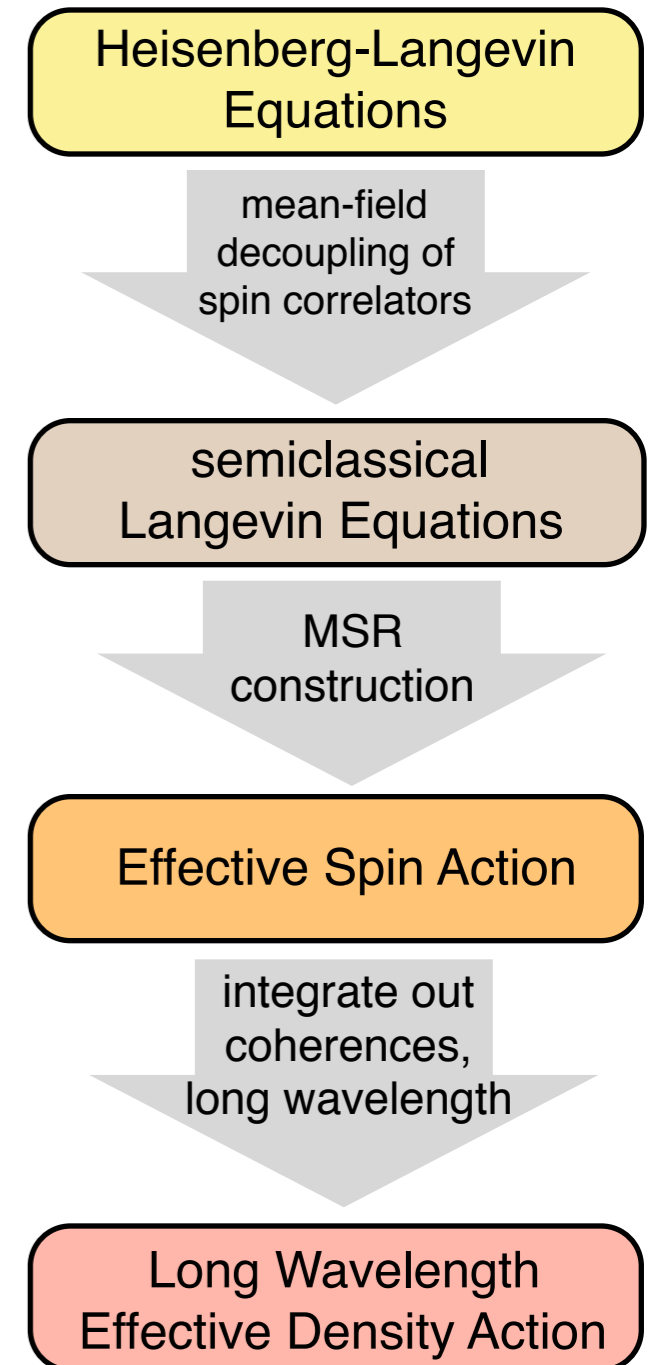 Heisenberg-Langevin
Equations
mean-field
decoupling of
spin correlators
semiclassical
Langevin Equations
MSR
construction
Effective Spin Action
integrate out
coherences,
long wavelength
Long Wavelength
Effective Density Action